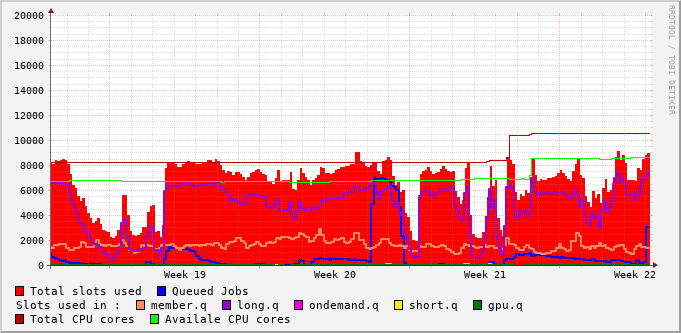 RRDTOOL / TOBI OETIKER
20000
18000
16000
14000
12000
10000
8000
6000
4000
2000
0
Week 19 Week 20 Week 21 Week 22
Total slots used Queued Jobs
Slots used in : member.q long.q ondemand.q short.q gpu.q
Total CPU cores Availale CPU cores